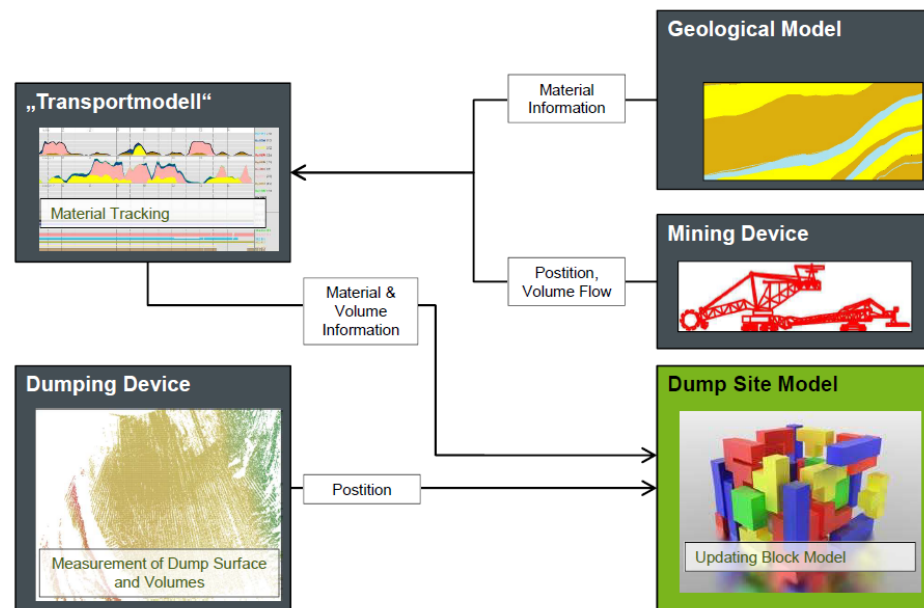 Geological Model
Material
Information
„Transportmodell“
Material Tracking
Mining Device
Postition,
Volume Flow
Material &
Volume
Information
Dumping Device
Dump Site Model
Postition
Measurement of Dump Surface
and Volumes
Updating Block Model